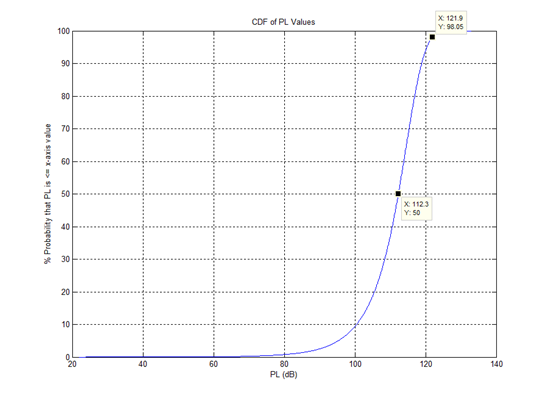 CDF of PL Values
X: 121.9
Y: 98.05
100
90
80
70
60
50
40
30
20
10
0
% Probability that PL is <= x-axis value
X: 112.3
Y: 50
20
40
60
80
100
120
140
PL (dB)